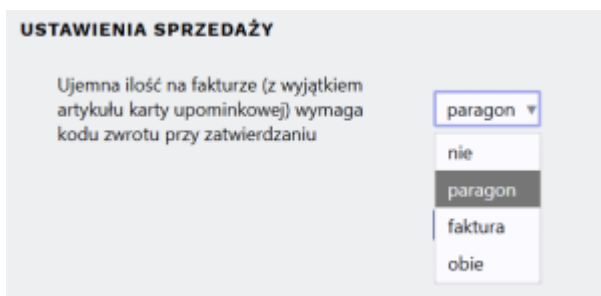 USTAWIENIA SPRZEDAŻY
Ujemna ilość na fakturze (z wyjątkiem
artykułu karty upominkowej) wymaga
kodu zwrotu przy zatwierdzaniu
paragon
nie
paragon
faktura
obie